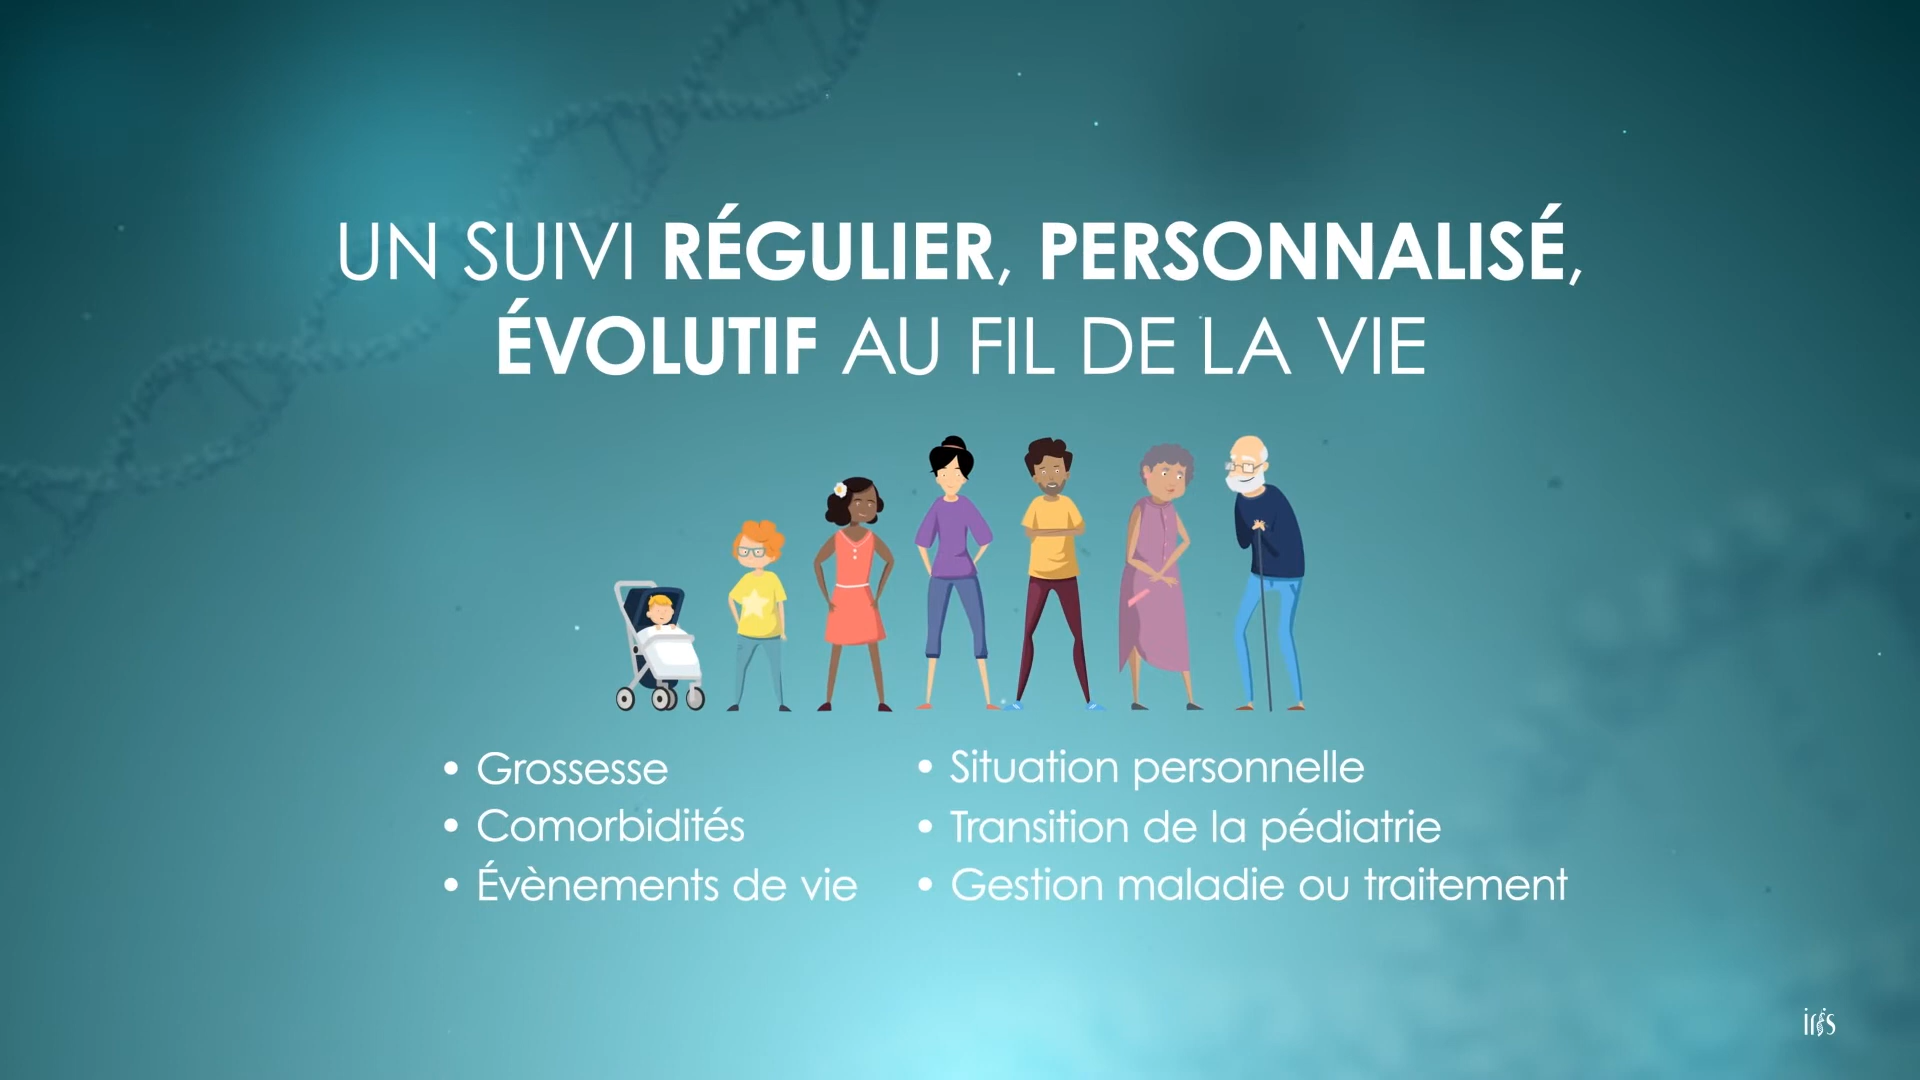 UN SUIVI RÉGULIER, PERSONNALISÉ,
ÉVOLUTIF AU FIL DE LA VIE
• Grossesse
• Comorbidités
• Évènements de vie
• Situation personnelle
• Transition de la pédiatrie
• Gestion maladie ou traitement